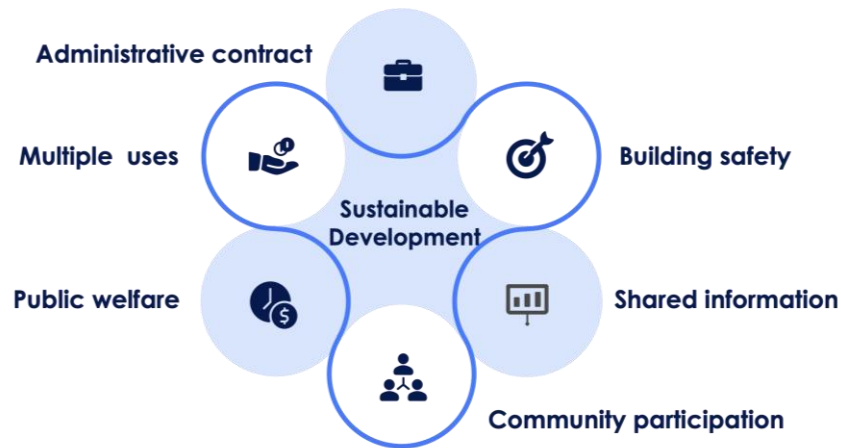 Administrative contract
Multiple uses
Building safety
Sustainable
Development
Public welfare
Shared information
Community participation